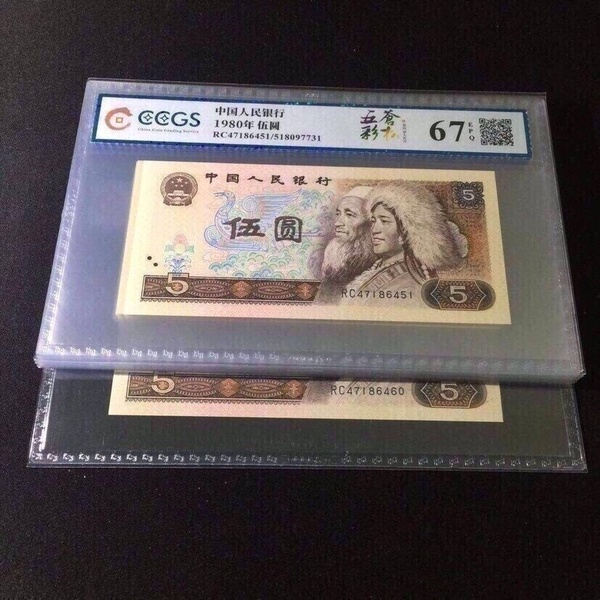 CCGS
China Coin Grading Service
中国人民银行
1980年 伍圆
RC47186451/518097731
五彩
苍松
67
EPQ
中国人民银行
伍圆
5
5
5
RC47186451
5
5
RC47186460